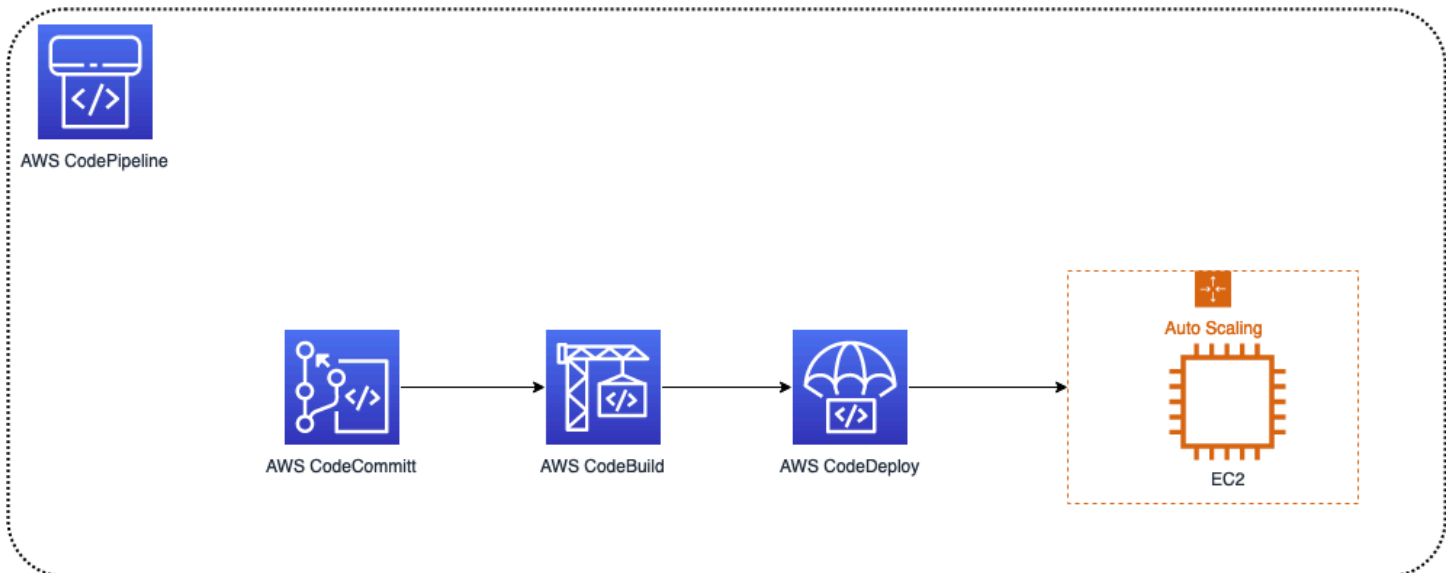 </>
AWS CodePipeline
Auto Scaling
</>
</>
</>
AWS CodeCommitt
AWS CodeBuild
AWS CodeDeploy
EC2